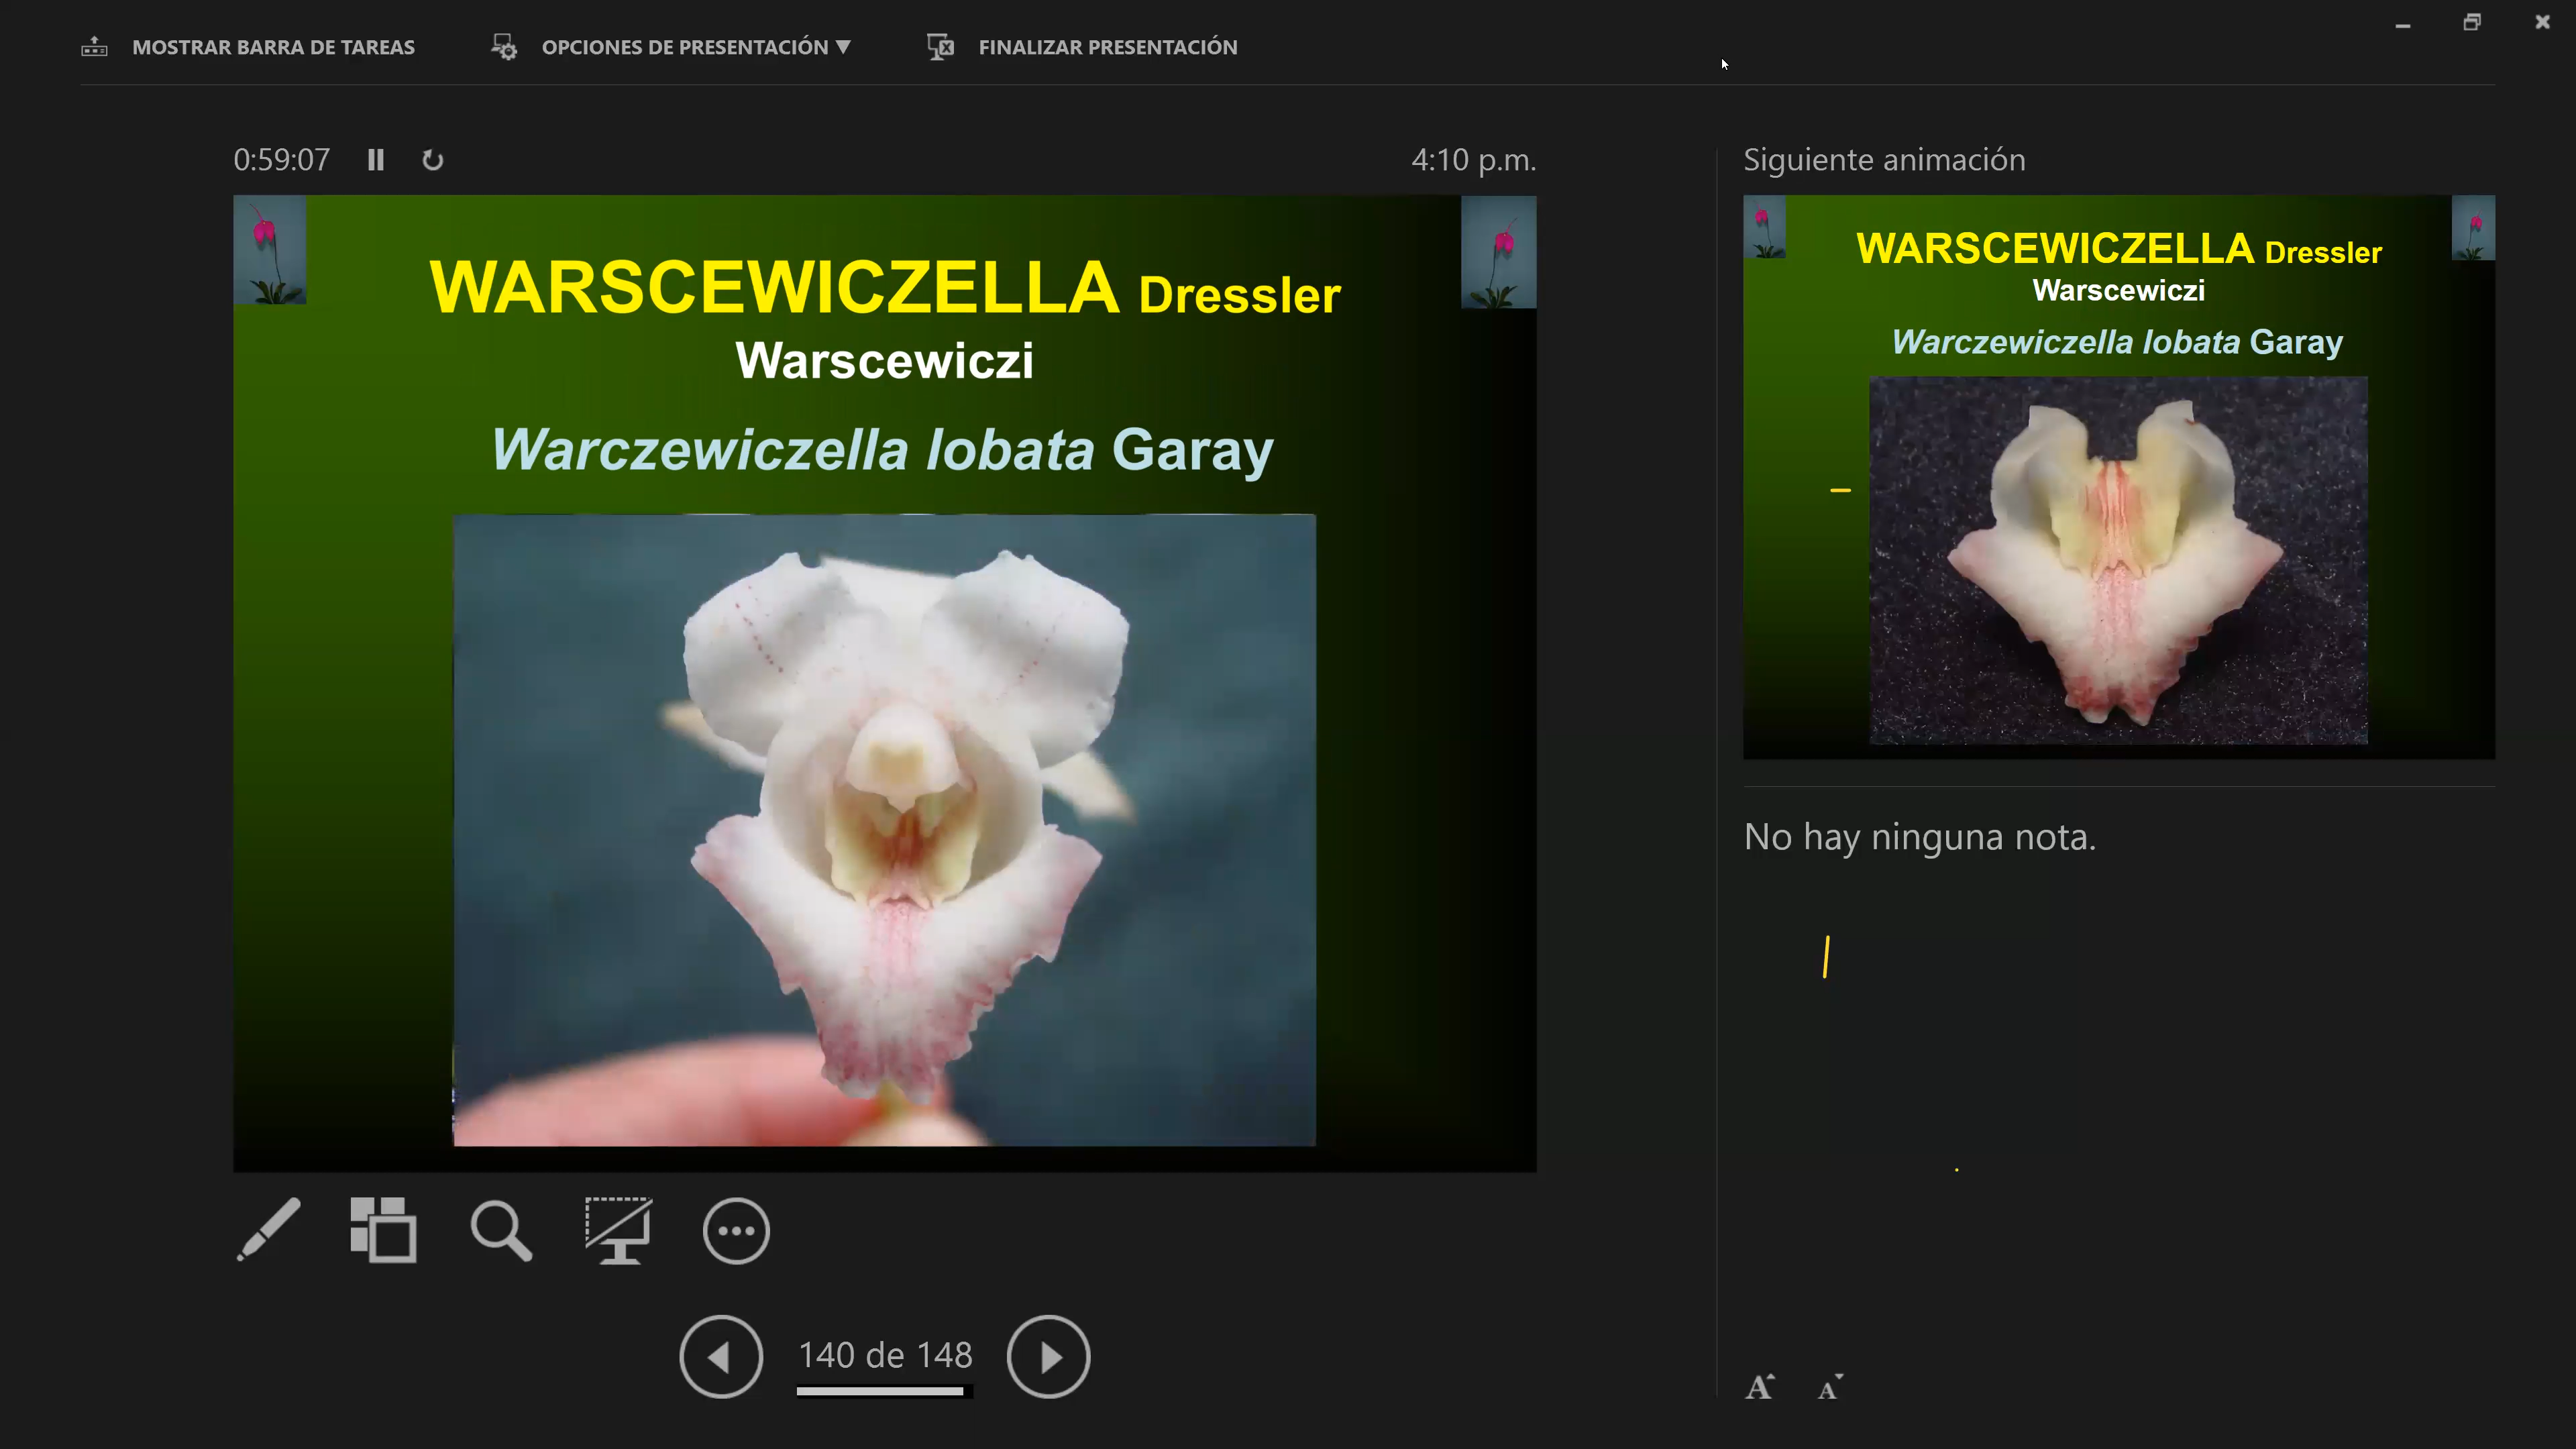 MOSTRAR BARRA DE TAREAS
OPCIONES DE PRESENTACIÓN ▼
FINALIZAR PRESENTACIÓN
0:59:07
4:10 p.m.
WARSCEWICZELLA Dressler
Warscewiczi
Warczewiczella lobata Garay
140 de 148
Siguiente animación
WARSCEWICZELLA Dressler
Warscewiczi
Warczewiczella lobata Garay
No hay ninguna nota.
A A